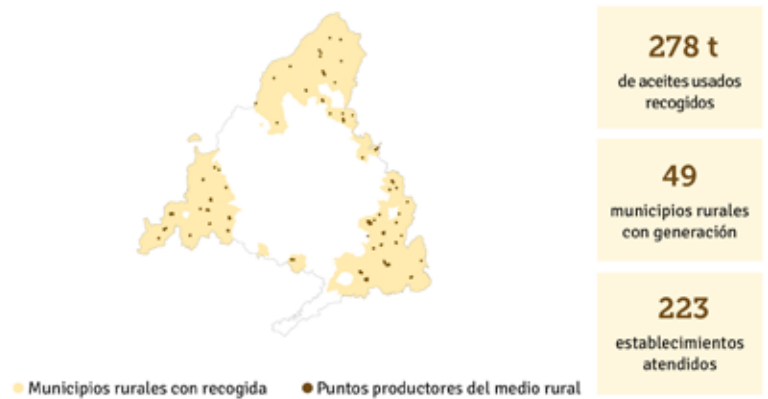 278 t
de aceites usados
recogidos
49
municipios rurales
con generación
223
establecimientos
atendidos
Municipios rurales con recogida
Puntos productores del medio rural